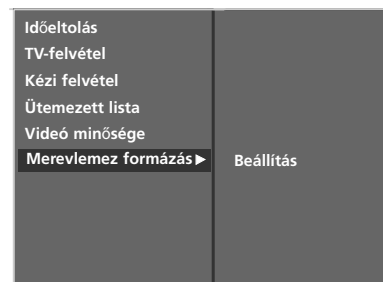 Időeltolás
TV-felvétel
Kézi felvétel
Ütemezett lista
Videó minősége
Merevlemez formázás▶ Beállítás